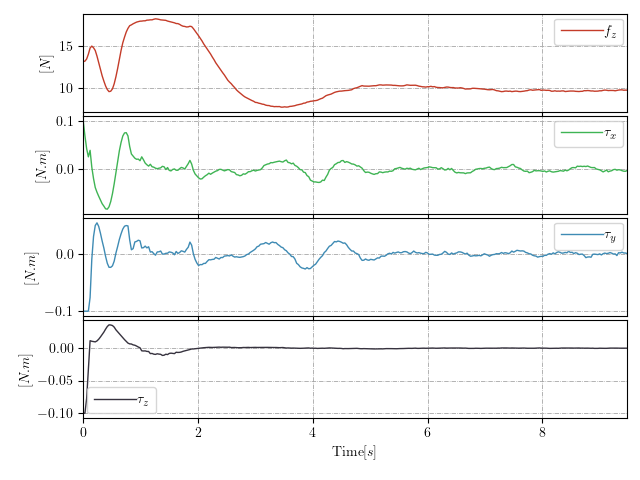 15
10
[N]
f_z
0.1
0.0
[N.m]
τ_x
0.0
−0.1
[N.m]
τ_y
0.00
−0.05
−0.10
[N.m]
τ_z
0 2 4 6 8
Time[s]